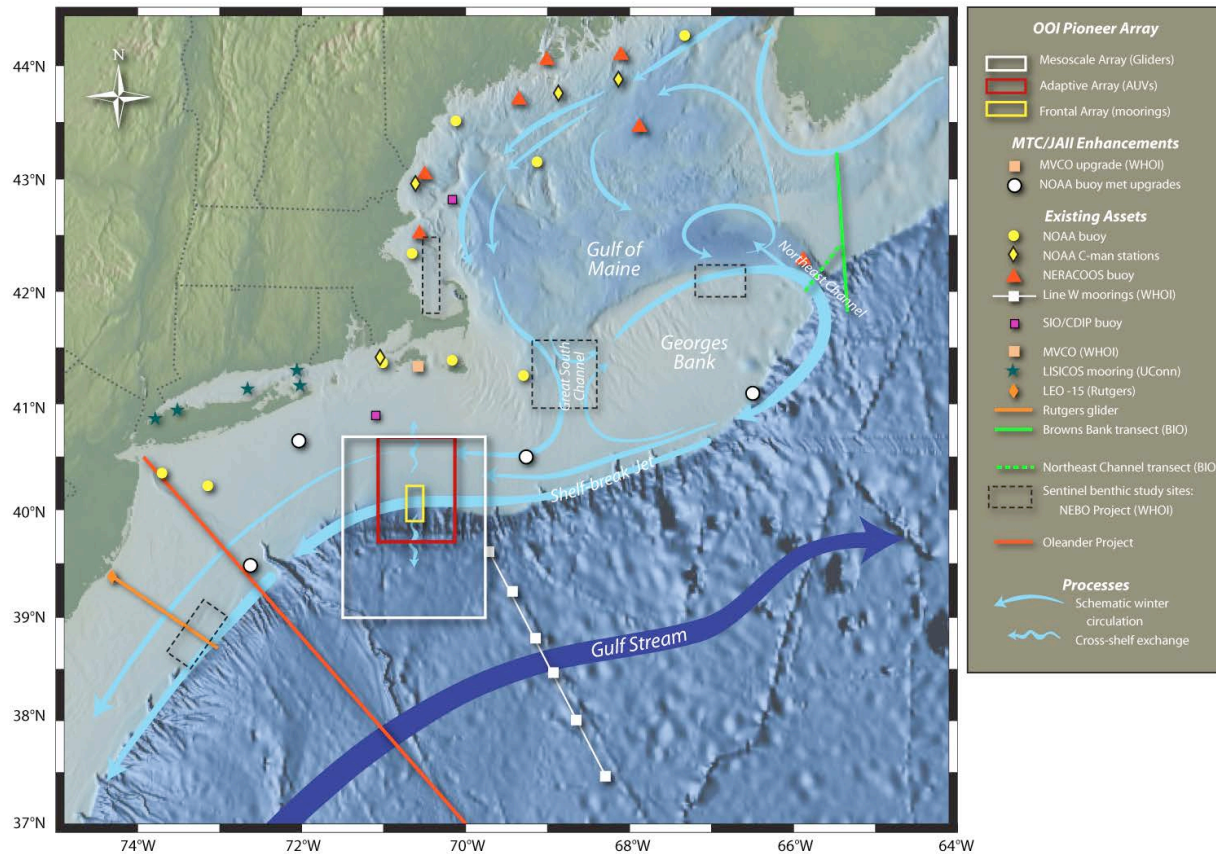 N
44°N
43°N
42°N
41°N
40°N
39°N
38°N
37°N
74°W
72°W
70°W
68°W
66°W
64°W
Gulf of
Maine
Northeast Channel
Georges
Bank
Great South
Channel
Shelf-break Jet
Gulf Stream
OOI Pioneer Array
Mesoscale Array (Gliders)
Adaptive Array (AUVs)
Frontal Array (moorings)
MTC/JAII Enhancements
MVCO upgrade (WHOI)
NOAA buoy met upgrades
Existing Assets
NOAA buoy
NOAA C-man stations
NERACOOS buoy
Line W moorings (WHOI)
SIO/CDIP buoy
MVCO (WHOI)
LISICOS mooring (UConn)
LEO -15 (Rutgers)
Rutgers glider
Browns Bank transect (BIO)
Northeast Channel transect (BIO
Sentinel benthic study sites:
NEBO Project (WHOI)
Oleander Project
Processes
Schematic winter
circulation
Cross-shelf exchange